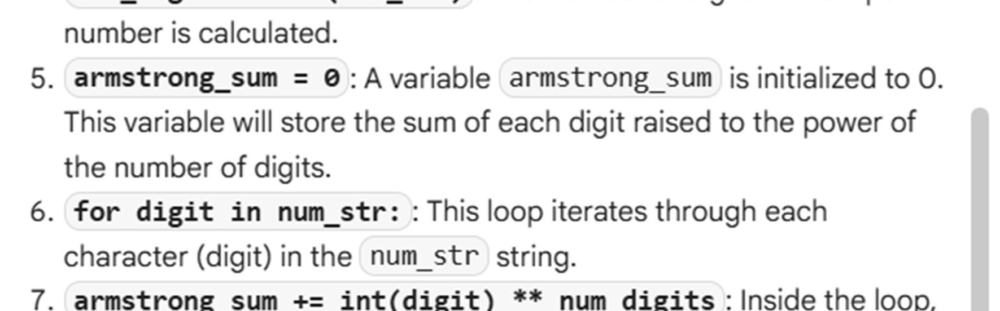 number is calculated.
5. armstrong_sum = 0: A variable armstrong_sum is initialized to 0.
This variable will store the sum of each digit raised to the power of
the number of digits.
6. for digit in num_str:: This loop iterates through each
character (digit) in the num_str string.
7. armstrong_sum += int(digit) ** num_digits: Inside the loop,